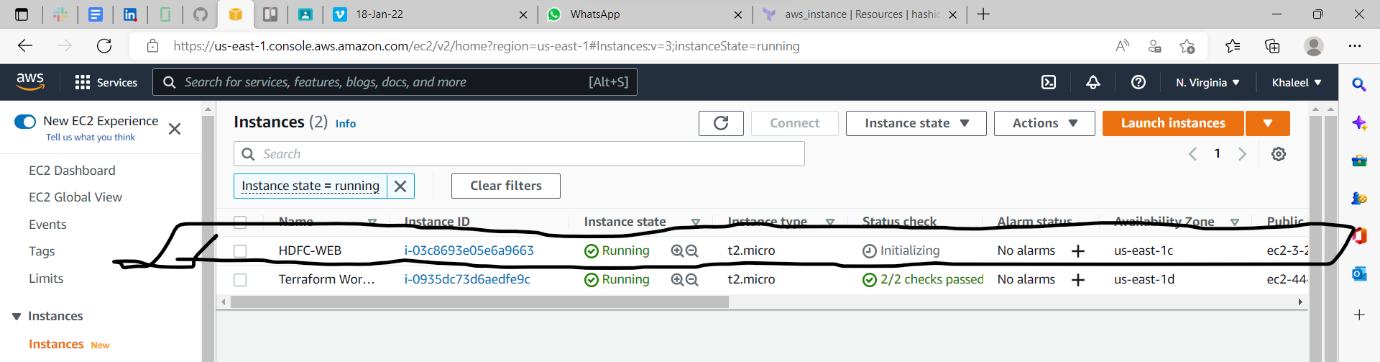 18-Jan-22
WhatsApp
aws_instance | Resources | hashic
https://us-east-1.console.aws.amazon.com/ec2/v2/home?region=us-east-1#Instances:v=3;instanceState=running
aws
Services
Search for services, features, blogs, docs, and more
[Alt+S]
N. Virginia
Khaleel
New EC2 Experience
Tell us what you think
EC2 Dashboard
EC2 Global View
Events
Tags
Limits
Instances
Instances New
Instances (2) Info
Connect
Instance state
Actions
Launch instances
Search
1
Instance state = running
Clear filters
Name Instance ID Instance state Instance type Status check Alarm status Availability Zone Public
HDFC-WEB i-03c8693e05e6a9663 Running t2.micro Initializing No alarms + us-east-1c ec2-3-2
Terraform Wor... i-0935dc73d6aedfe9c Running t2.micro 2/2 checks passed No alarms + us-east-1d ec2-44-